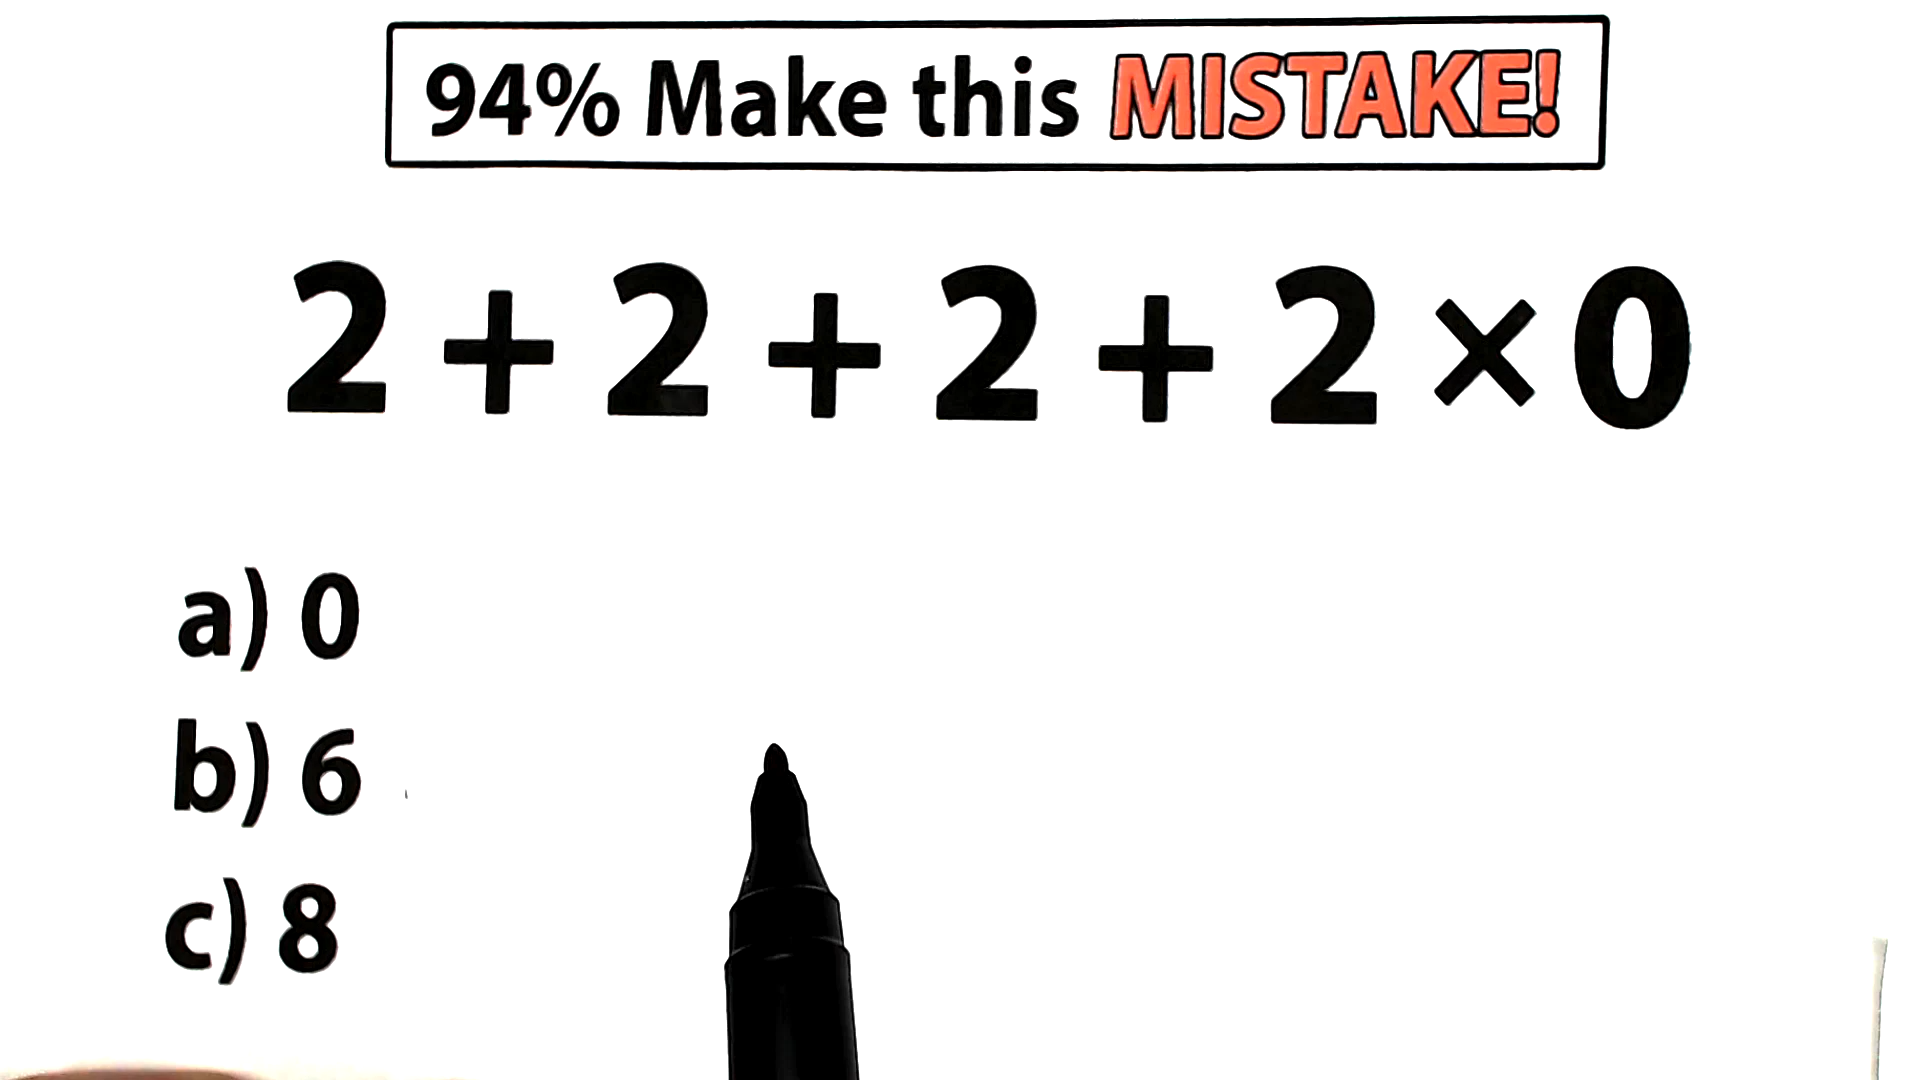 94% Make this MISTAKE!
2 + 2 + 2 + 2 × 0
a) 0
b) 6
c) 8